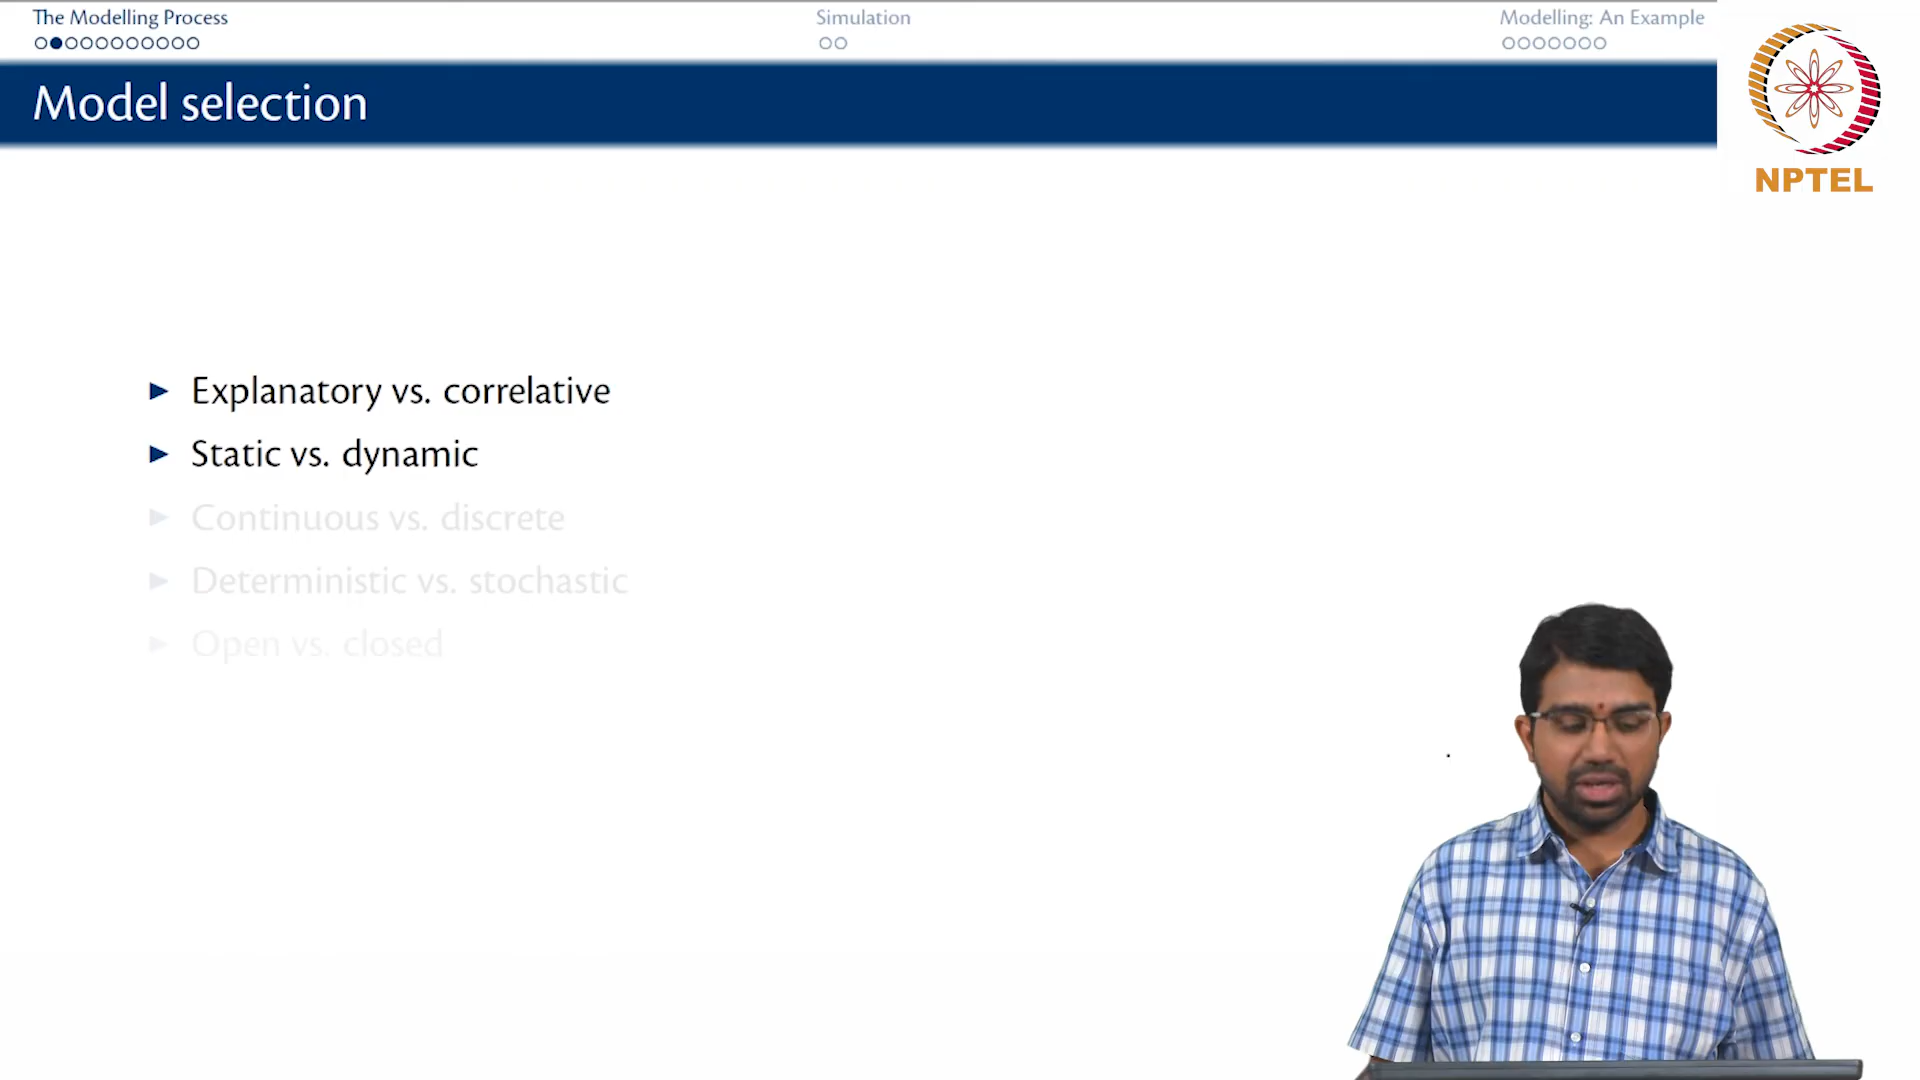 The Modelling Process
Simulation
Modelling: An Example
Model selection
NPTEL
Explanatory vs. correlative
Static vs. dynamic
Continuous vs. discrete
Deterministic vs. stochastic
Open vs. closed